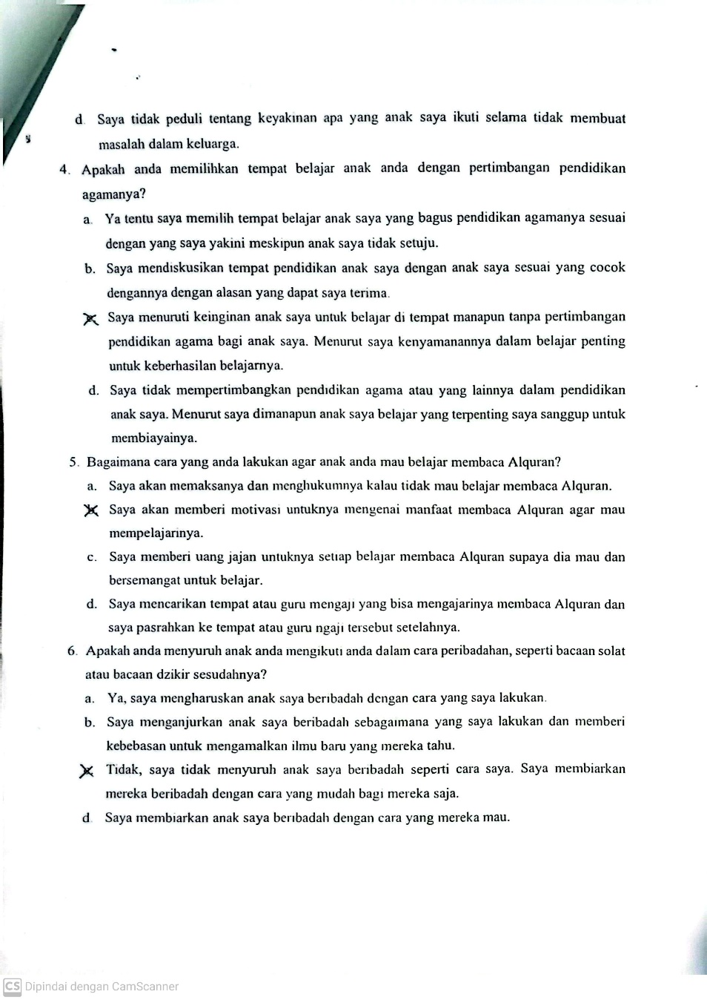 d. Saya tidak peduli tentang keyakinan apa yang anak saya ikuti selama tidak membuat
masalah dalam keluarga.
4. Apakah anda memilihkan tempat belajar anak anda dengan pertimbangan pendidikan
agamanya?
a. Ya tentu saya memilih tempat belajar anak saya yang bagus pendidikan agamanya sesuai
dengan yang saya yakini meskipun anak saya tidak setuju.
b. Saya mendiskusikan tempat pendidikan anak saya dengan anak saya sesuai yang cocok
dengannya dengan alasan yang dapat saya terima.
Saya menuruti keinginan anak saya untuk belajar di tempat manapun tanpa pertimbangan
pendidikan agama bagi anak saya. Menurut saya kenyamanannya dalam belajar penting
untuk keberhasilan belajarnya.
d. Saya tidak mempertimbangkan pendidikan agama atau yang lainnya dalam pendidikan
anak saya. Menurut saya dimanapun anak saya belajar yang terpenting saya sanggup untuk
membiayainya.
5. Bagaimana cara yang anda lakukan agar anak anda mau belajar membaca Alquran?
a. Saya akan memaksanya dan menghukumnya kalau tidak mau belajar membaca Alquran.
Saya akan memberi motivasi untuknya mengenai manfaat membaca Alquran agar mau
mempelajarinya.
c. Saya memberi uang jajan untuknya setiap belajar membaca Alquran supaya dia mau dan
bersemangat untuk belajar.
d. Saya mencarikan tempat atau guru mengaji yang bisa mengajarinya membaca Alquran dan
saya pasrahkan ke tempat atau guru ngaji tersebut setelahnya.
6. Apakah anda menyuruh anak anda mengikuti anda dalam cara peribadahan, seperti bacaan solat
atau bacaan dzikir sesudahnya?
a. Ya, saya mengharuskan anak saya beribadah dengan cara yang saya lakukan.
b. Saya menganjurkan anak saya beribadah sebagaimana yang saya lakukan dan memberi
kebebasan untuk mengamalkan ilmu baru yang mereka tahu.
Tidak, saya tidak menyuruh anak saya beribadah seperti cara saya. Saya membiarkan
mereka beribadah dengan cara yang mudah bagi mereka saja.
d. Saya membiarkan anak saya beribadah dengan cara yang mereka mau.
CS Dipindai dengan CamScanner